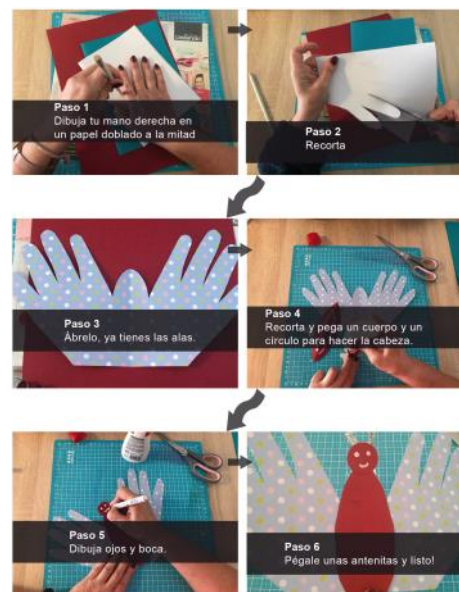 Paso 1
Dibuja tu mano derecha en
un papel doblado a la mitad
Paso 2
Recorta
Paso 3
Ábrelo, ya tienes las alas.
Paso 4
Recorta y pega un cuerpo y un
círculo para hacer la cabeza.
Paso 5
Dibuja ojos y boca.
Paso 6
Pégale unas antenitas y listo!